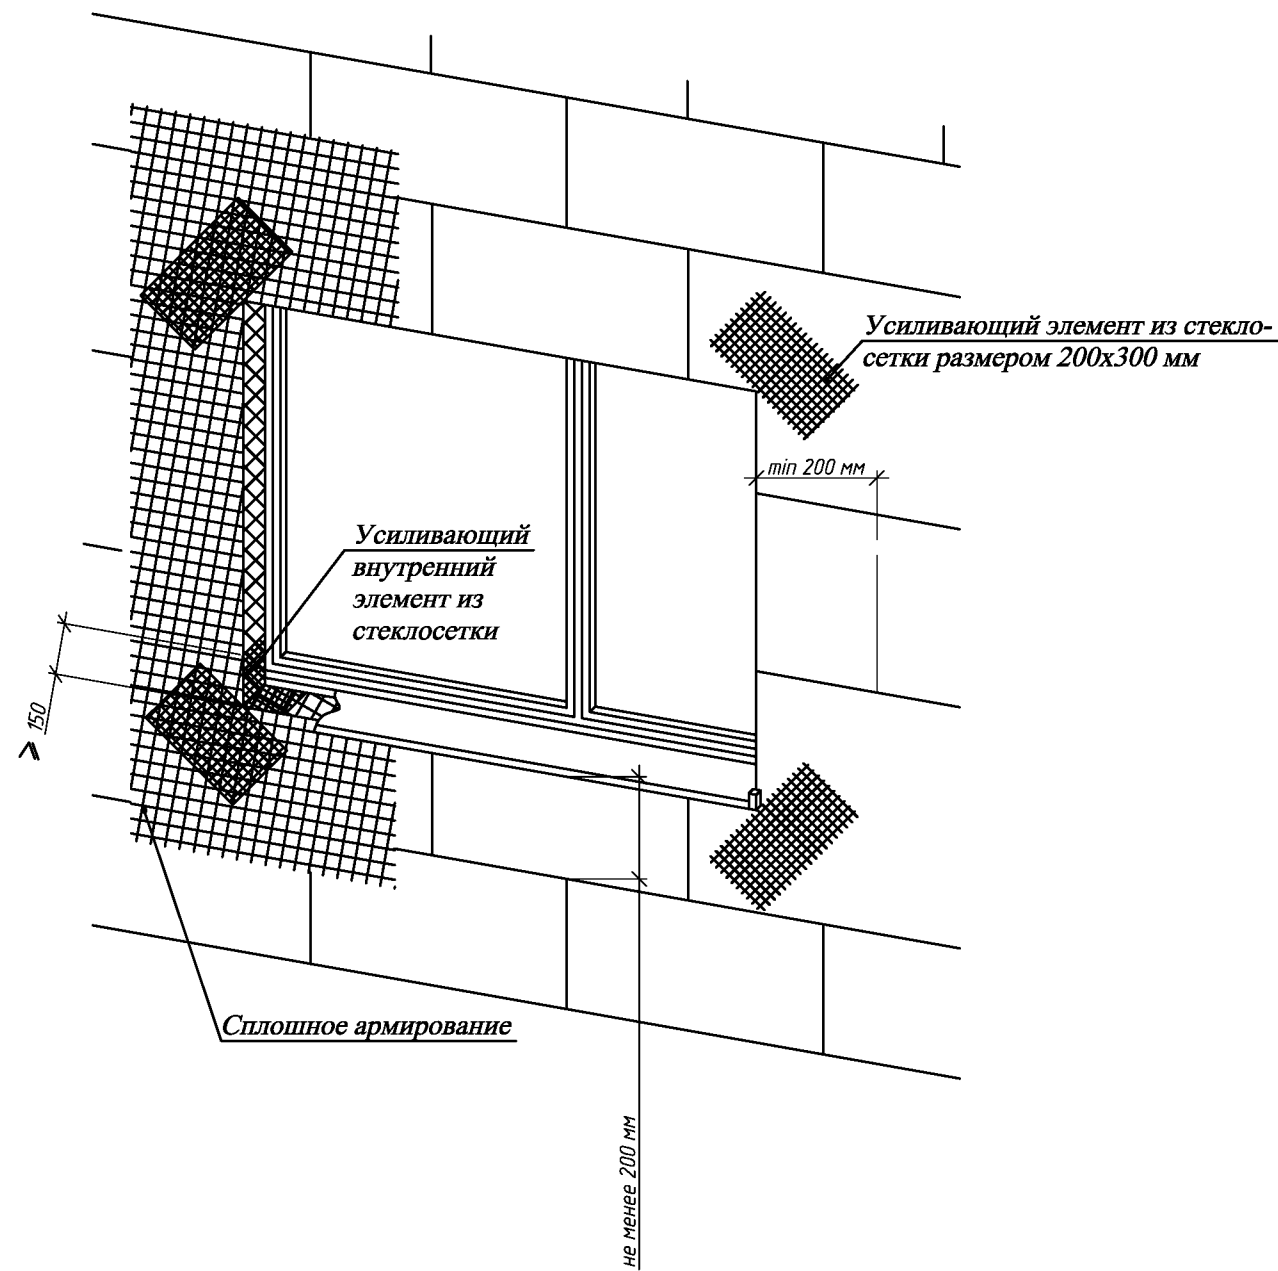 Усиливающий элемент из стекло-
сетки размером 200х300 мм
min 200 мм
Усиливающий
внутренний
элемент из
стеклосетки
⩾ 150
Сплошное армирование
не менее 200 мм